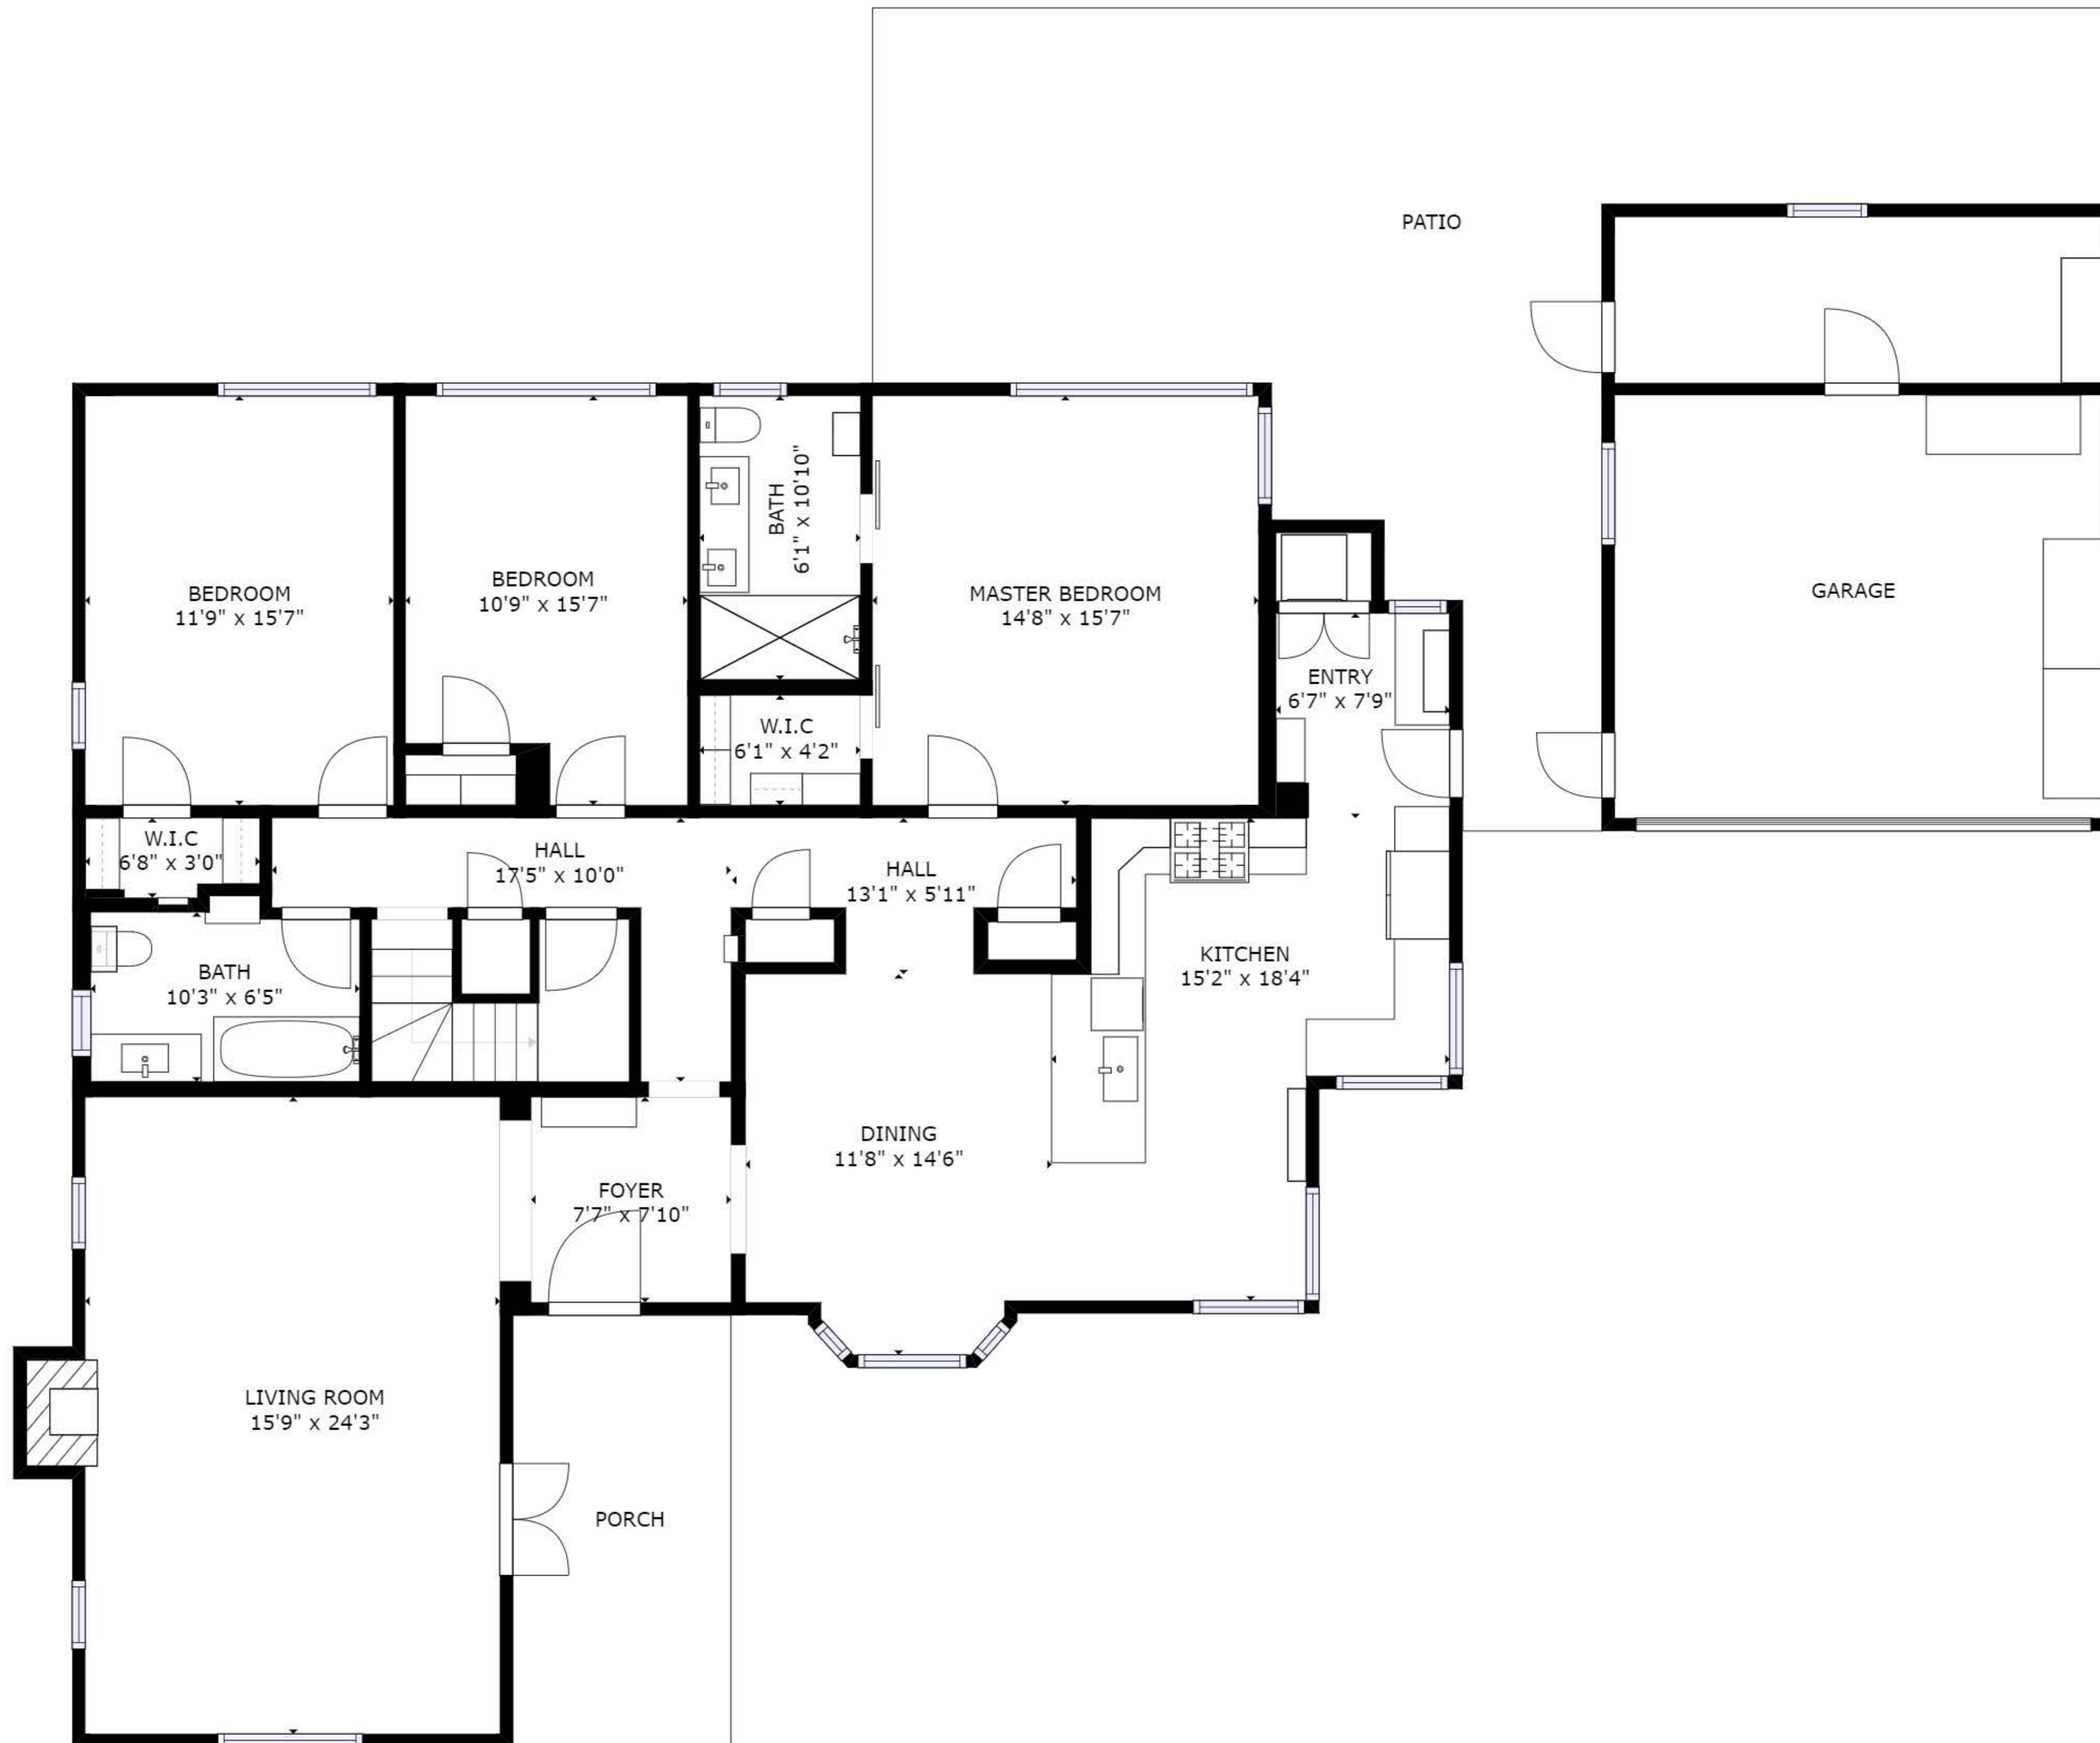 PATIO
GARAGE
BEDROOM
11'9" x 15'7"
BEDROOM
10'9" x 15'7"
BATH
6'1" x 10'10"
MASTER BEDROOM
14'8" x 15'7"
ENTRY
6'7" x 7'9"
W.I.C
6'1" x 4'2"
W.I.C
6'8" x 3'0"
HALL
17'5" x 10'0"
HALL
13'1" x 5'11"
KITCHEN
15'2" x 18'4"
BATH
10'3" x 6'5"
DINING
11'8" x 14'6"
FOYER
7'7" x 7'10"
LIVING ROOM
15'9" x 24'3"
PORCH